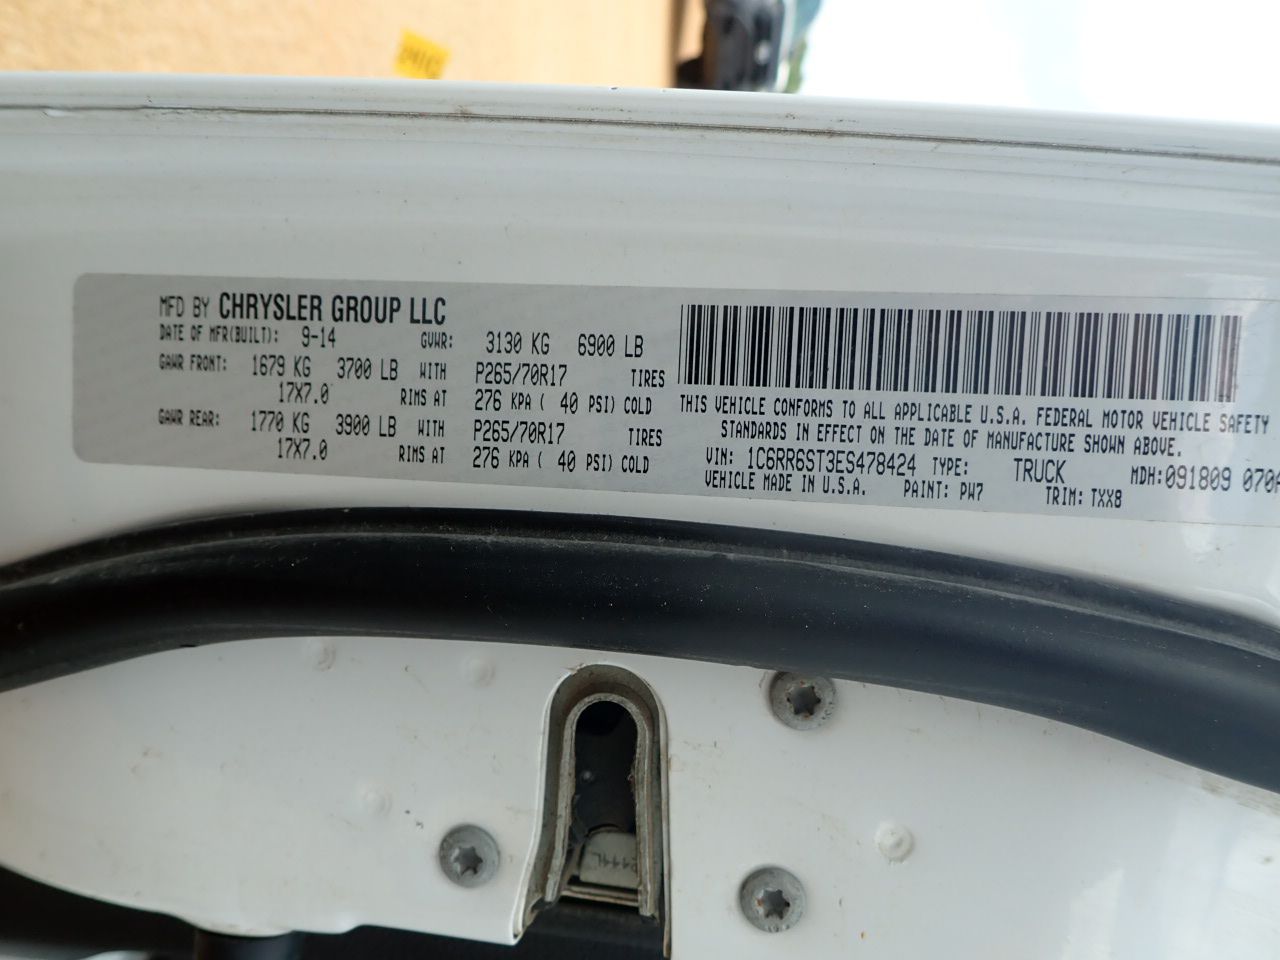 MFD BY CHRYSLER GROUP LLC
DATE OF MFR(BUILT): 9-14 GVWR: 3130 KG 6900 LB
GAWR FRONT: 1679 KG 3700 LB WITH P265/70R17 TIRES
17X7.0 RIMS AT 276 KPA ( 40 PSI) COLD
GAWR REAR: 1770 KG 3900 LB WITH P265/70R17 TIRES
17X7.0 RIMS AT 276 KPA ( 40 PSI) COLD
THIS VEHICLE CONFORMS TO ALL APPLICABLE U.S.A. FEDERAL MOTOR VEHICLE SAFETY
STANDARDS IN EFFECT ON THE DATE OF MANUFACTURE SHOWN ABOVE.
VIN: 1C6RR6ST3ES478424 TYPE: TRUCK MDH:091809 070A
VEHICLE MADE IN U.S.A. PAINT: PW7 TRIM: TXX8